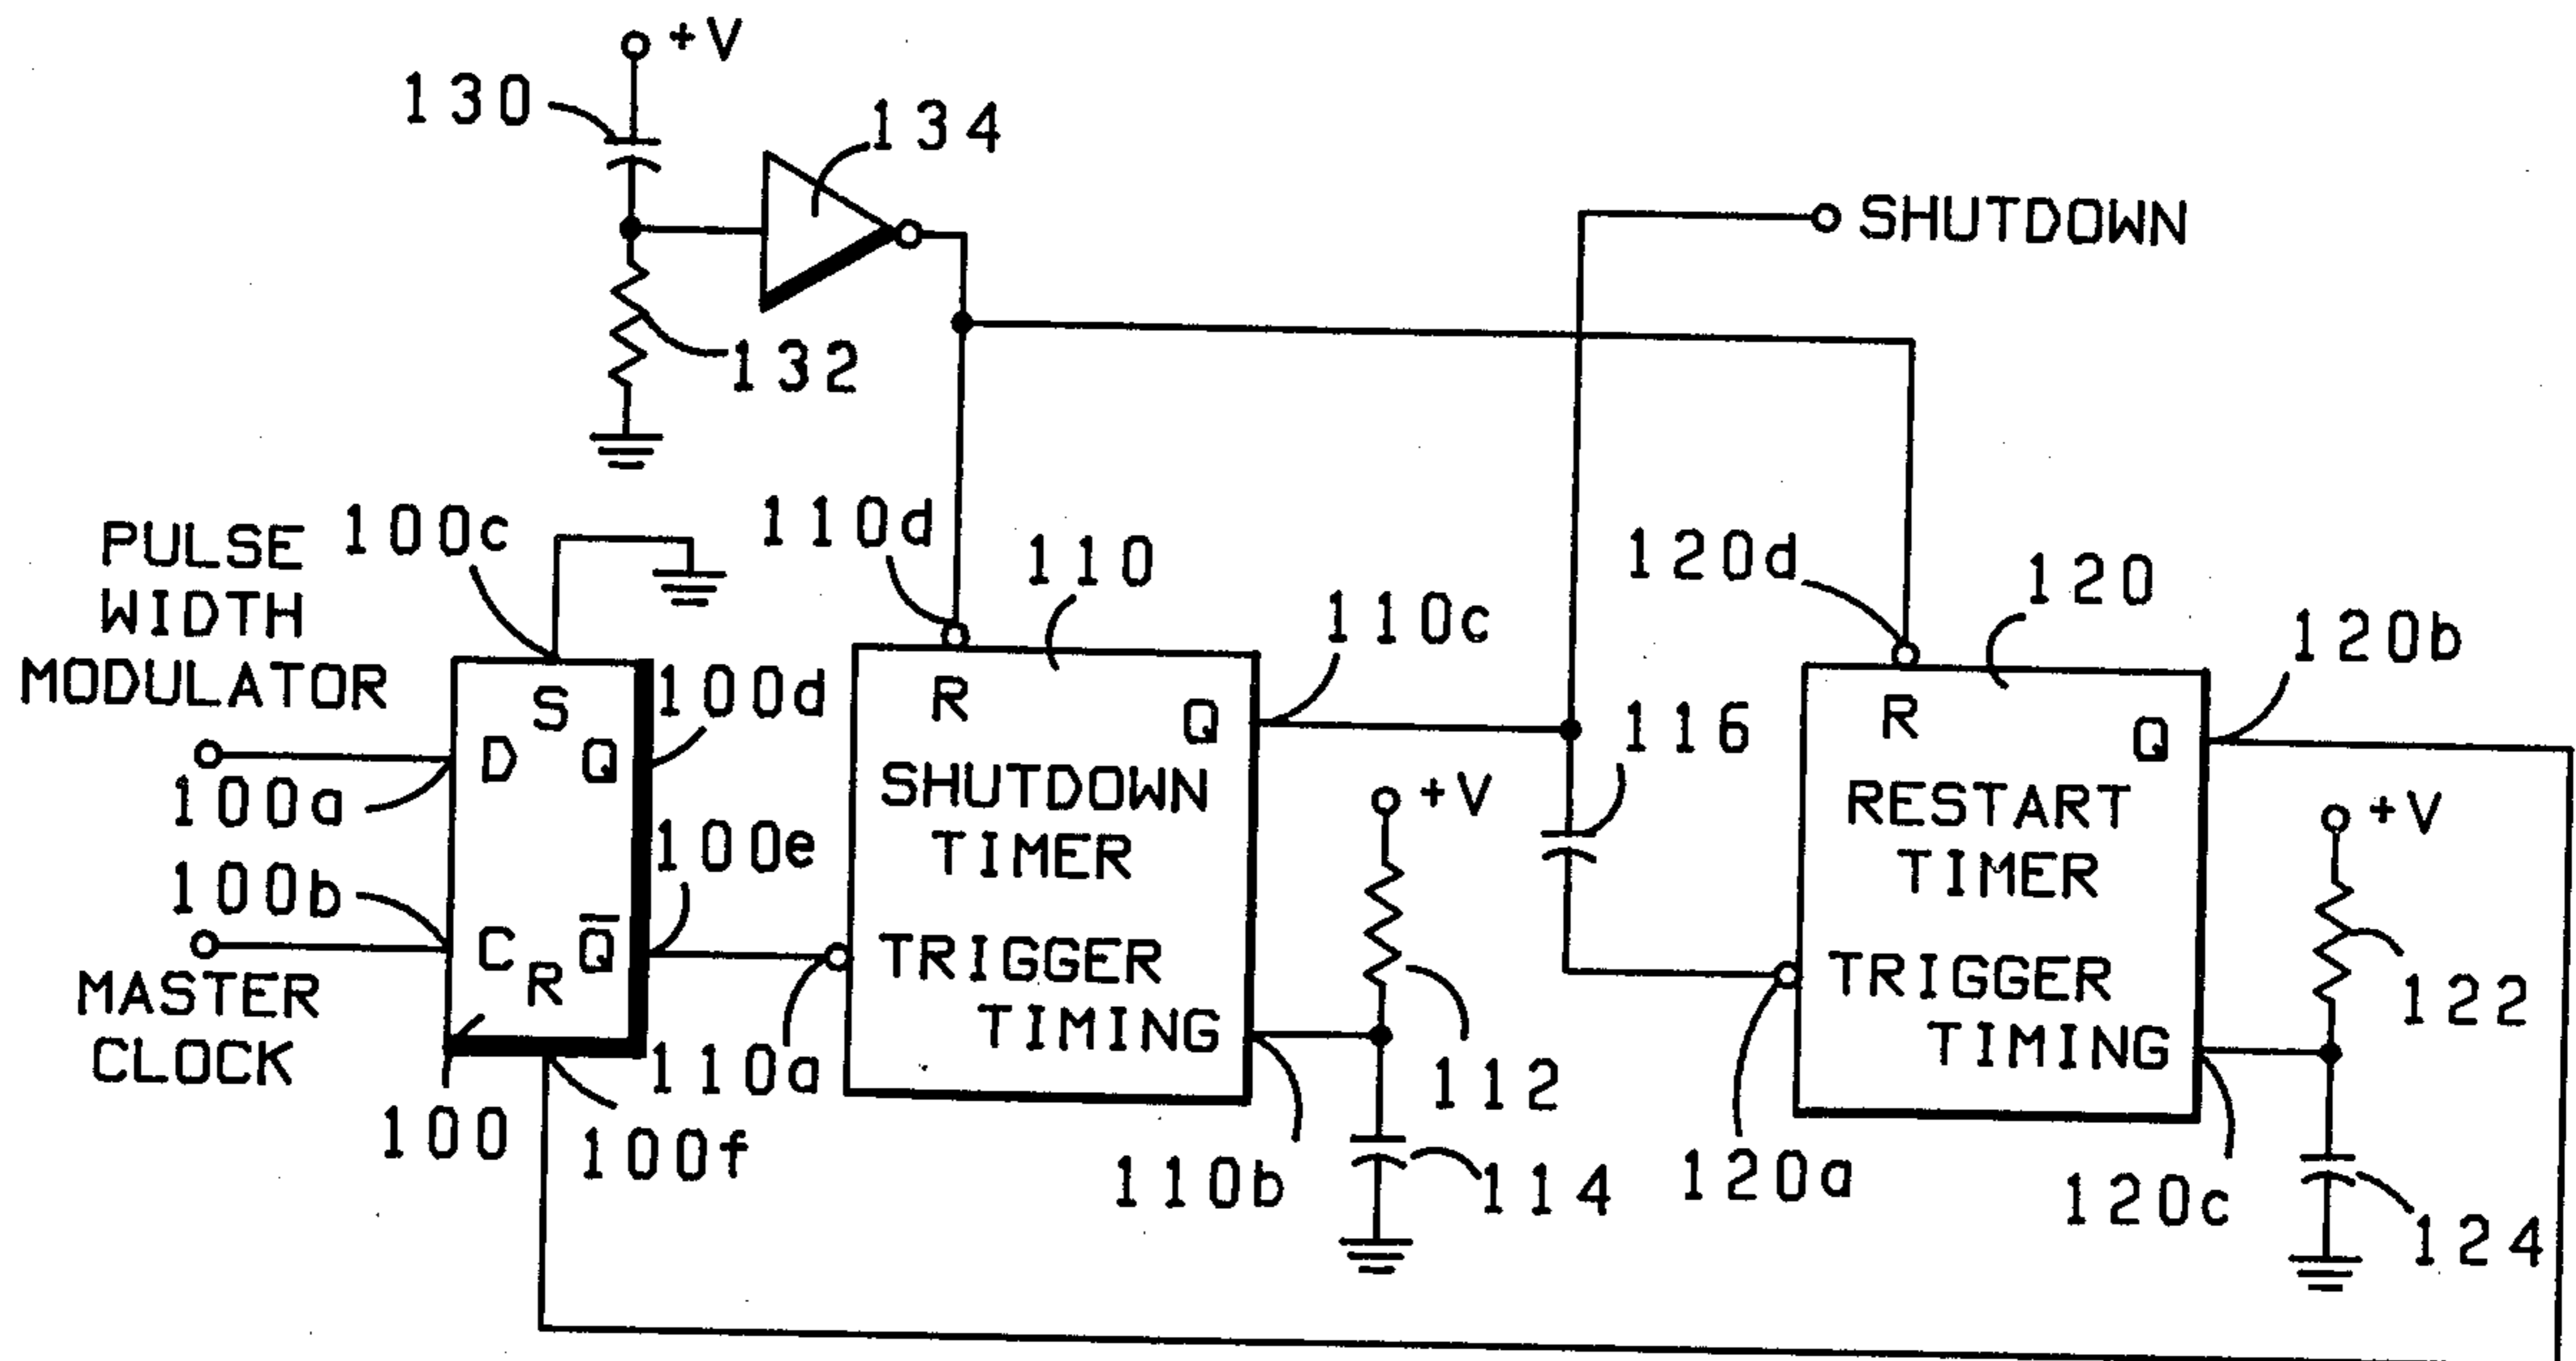 +V
130
134
SHUTDOWN
132
PULSE
WIDTH
MODULATOR
100c
110d
110
110c
120d
120
120b
S
D
Q
100d
100a
100b
C
R
Q̅
100e
MASTER
CLOCK
100
100f
110a
R
Q
SHUTDOWN
TIMER
TRIGGER
TIMING
110b
+V
112
114
116
R
Q
RESTART
TIMER
TRIGGER
TIMING
120a
120c
+V
122
124